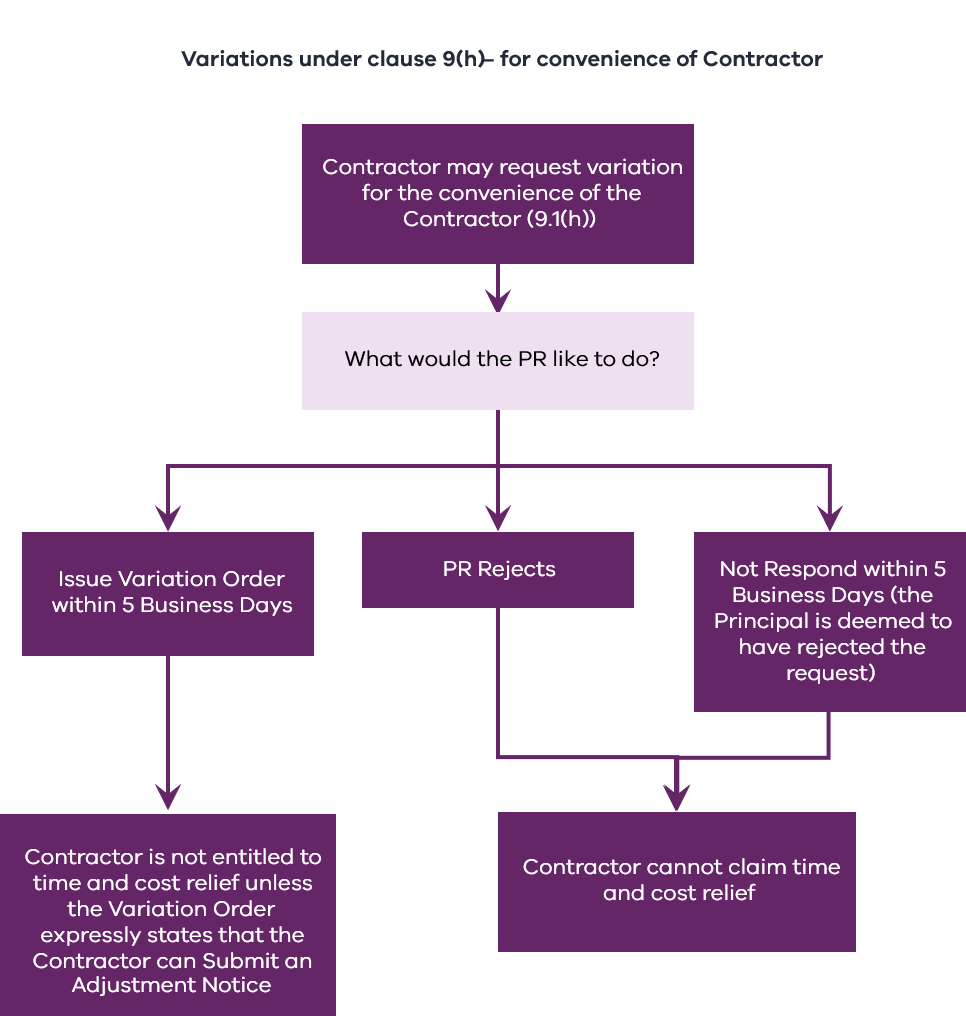 Variations under clause 9(h)– for convenience of Contractor
Contractor may request variation
for the convenience of the
Contractor (9.1(h))
What would the PR like to do?
Issue Variation Order
within 5 Business Days
PR Rejects
Not Respond within 5
Business Days (the
Principal is deemed to
have rejected the
request)
Contractor is not entitled to
time and cost relief unless
the Variation Order
expressly states that the
Contractor can Submit an
Adjustment Notice
Contractor cannot claim time
and cost relief